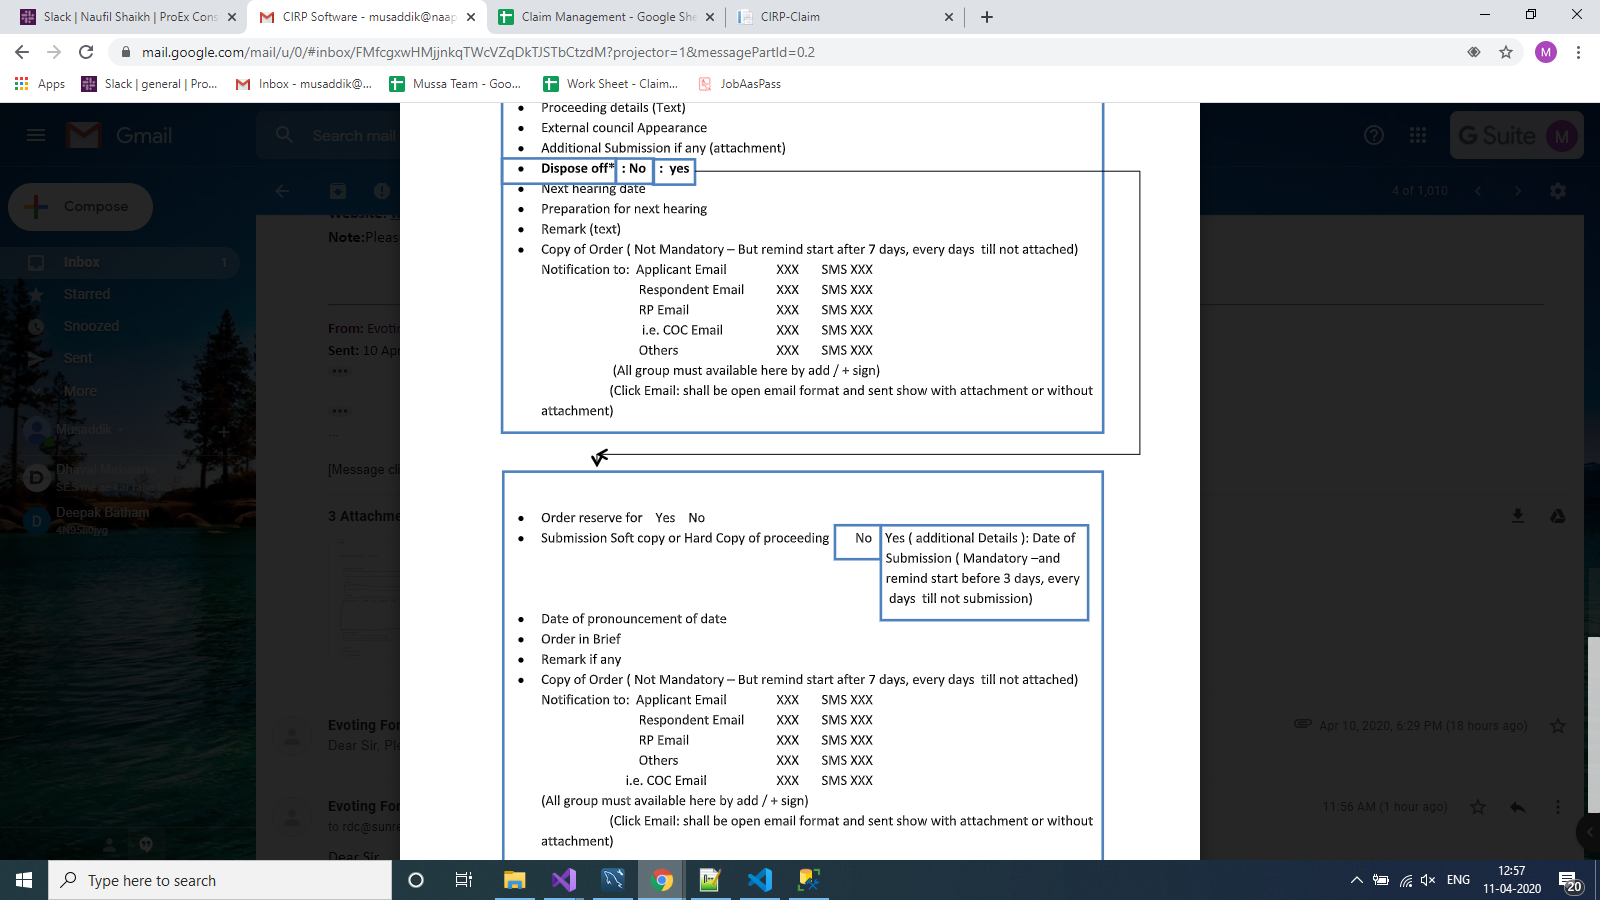 Slack | Naufil Shaikh | ProEx Cons
CIRP Software - musaddik@naap
Claim Management - Google She
CIRP-Claim
mail.google.com/mail/u/0/#inbox/FMfcgxwHMjjnkqTWcVZqDkTJSTbCtzdM?projector=1&messagePartId=0.2
M
Apps
Slack | general | Pro...
Inbox - musaddik@...
Mussa Team - Goo...
Work Sheet - Claim...
JobAasPass
Gmail
Search mail
G Suite
M
Compose
4 of 1,010
Inbox 1
Starred
Snoozed
Sent
More
Musaddik
Deepak Batham
Note:Please
From: Evoting
Sent: 10 Apr
[Message cli
3 Attachme
Evoting For
Dear Sir, Ple
Apr 10, 2020, 6:29 PM (18 hours ago)
Evoting For
to rdc@sunre
11:56 AM (1 hour ago)
Dear Sir
• Proceeding details (Text)
• External council Appearance
• Additional Submission if any (attachment)
• Dispose off* : No : yes
• Next hearing date
• Preparation for next hearing
• Remark (text)
• Copy of Order ( Not Mandatory – But remind start after 7 days, every days till not attached)
Notification to: Applicant Email XXX SMS XXX
Respondent Email XXX SMS XXX
RP Email XXX SMS XXX
i.e. COC Email XXX SMS XXX
Others XXX SMS XXX
(All group must available here by add / + sign)
(Click Email: shall be open email format and sent show with attachment or without
attachment)
• Order reserve for Yes No
• Submission Soft copy or Hard Copy of proceeding No Yes ( additional Details ): Date of
Submission ( Mandatory –and
remind start before 3 days, every
days till not submission)
• Date of pronouncement of date
• Order in Brief
• Remark if any
• Copy of Order ( Not Mandatory – But remind start after 7 days, every days till not attached)
Notification to: Applicant Email XXX SMS XXX
Respondent Email XXX SMS XXX
RP Email XXX SMS XXX
Others XXX SMS XXX
i.e. COC Email XXX SMS XXX
(All group must available here by add / + sign)
(Click Email: shall be open email format and sent show with attachment or without
attachment)
Type here to search
ENG
12:57
11-04-2020
20